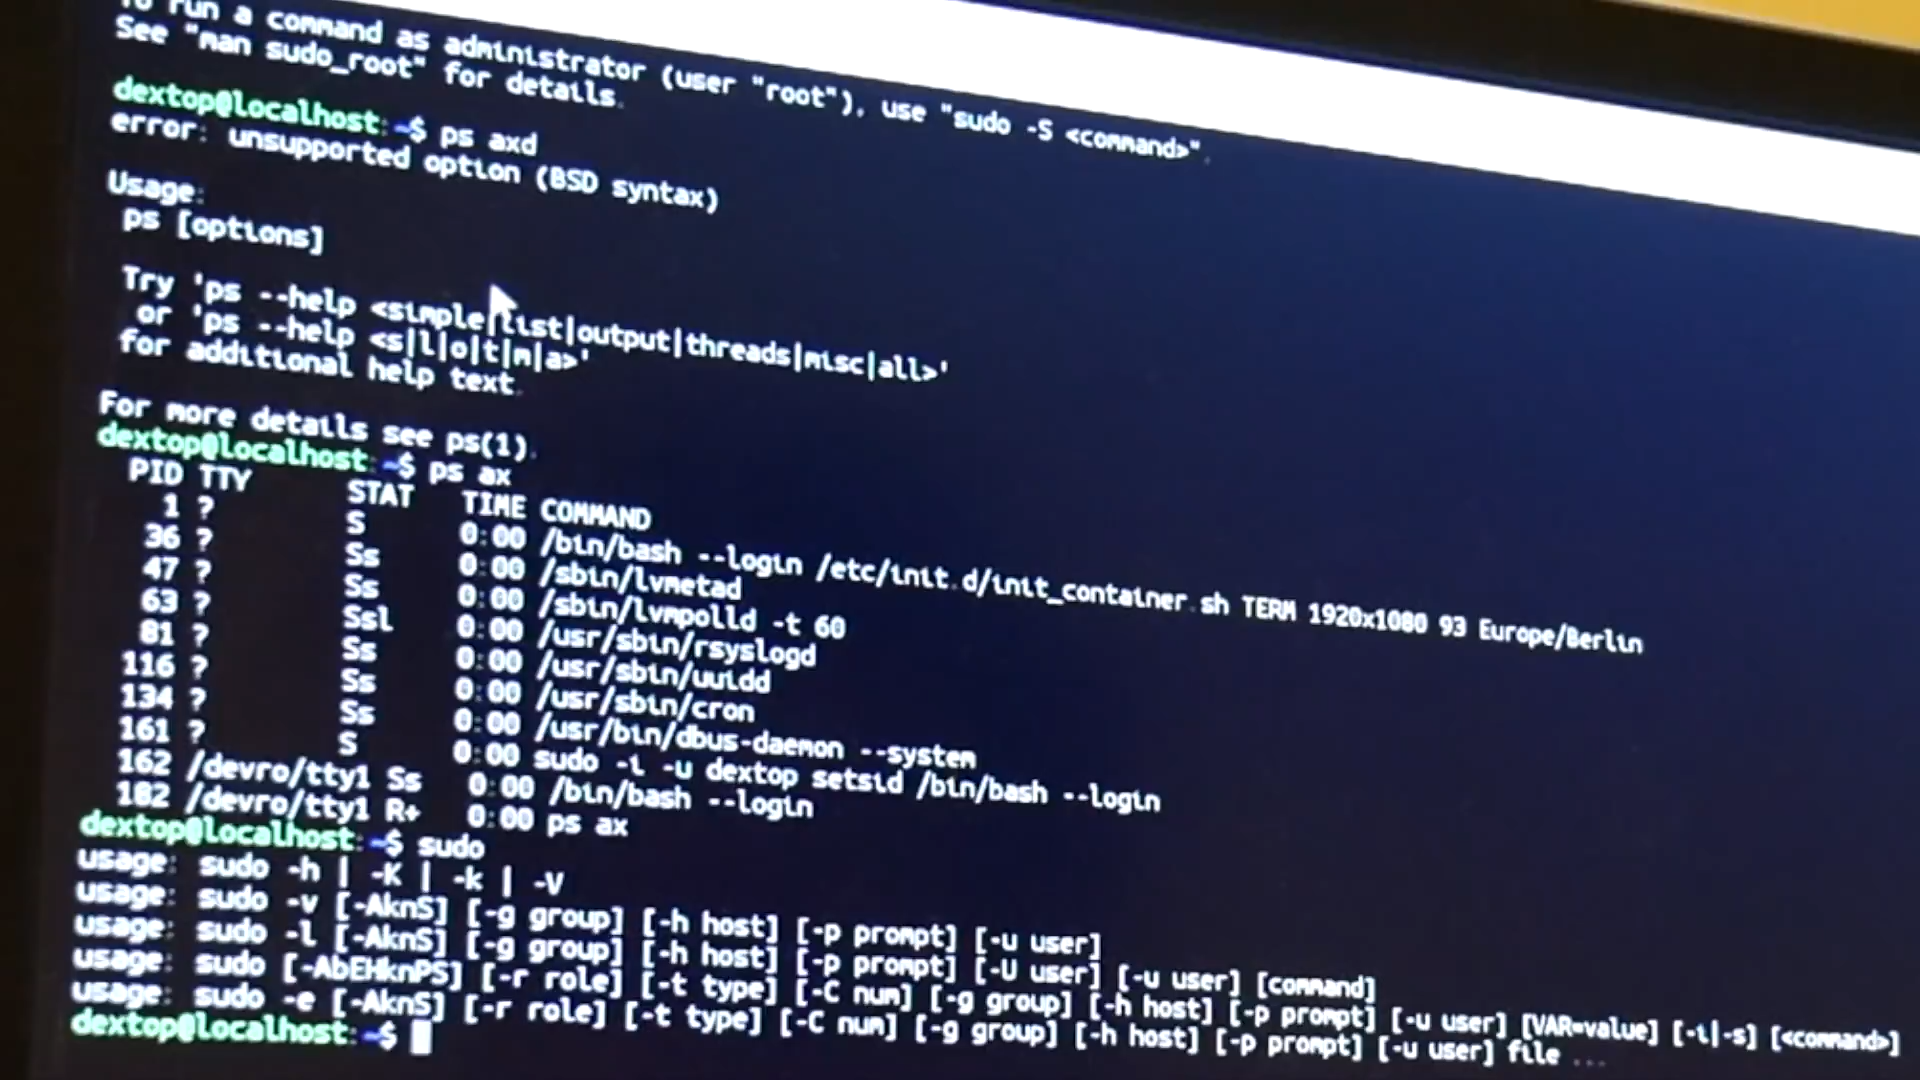 To run a command as administrator (user "root"), use "sudo -S <command>".
See "man sudo_root" for details.
dextop@localhost:~$ ps axd
error: unsupported option (BSD syntax)
Usage:
ps [options]
Try 'ps --help <simple|list|output|threads|misc|all>'
or 'ps --help <s|l|o|t|m|a>'
for additional help text.
For more details see ps(1).
dextop@localhost:~$ ps ax
PID TTY STAT TIME COMMAND
1 ? S 0:00 /bin/bash --login /etc/init.d/init_container.sh TERM 1920x1080 93 Europe/Berlin
36 ? Ss 0:00 /sbin/lvmetad
47 ? Ss 0:00 /sbin/lvmpolld -t 60
63 ? Ssl 0:00 /usr/sbin/rsyslogd
81 ? Ss 0:00 /usr/sbin/uuidd
116 ? Ss 0:00 /usr/sbin/cron
134 ? Ss 0:00 /usr/bin/dbus-daemon --system
161 ? S 0:00 sudo -i -u dextop setsid /bin/bash --login
162 /devro/tty1 Ss 0:00 /bin/bash --login
182 /devro/tty1 R+ 0:00 ps ax
dextop@localhost:~$ sudo
usage: sudo -h | -K | -k | -V
usage: sudo -v [-AknS] [-g group] [-h host] [-p prompt] [-u user]
usage: sudo -l [-AknS] [-g group] [-h host] [-p prompt] [-U user] [-u user] [command]
usage: sudo [-AbEHknPS] [-r role] [-t type] [-C num] [-g group] [-h host] [-p prompt] [-u user] [VAR=value] [-i|-s] [<command>]
usage: sudo -e [-AknS] [-r role] [-t type] [-C num] [-g group] [-h host] [-p prompt] [-u user] file ...
dextop@localhost:~$